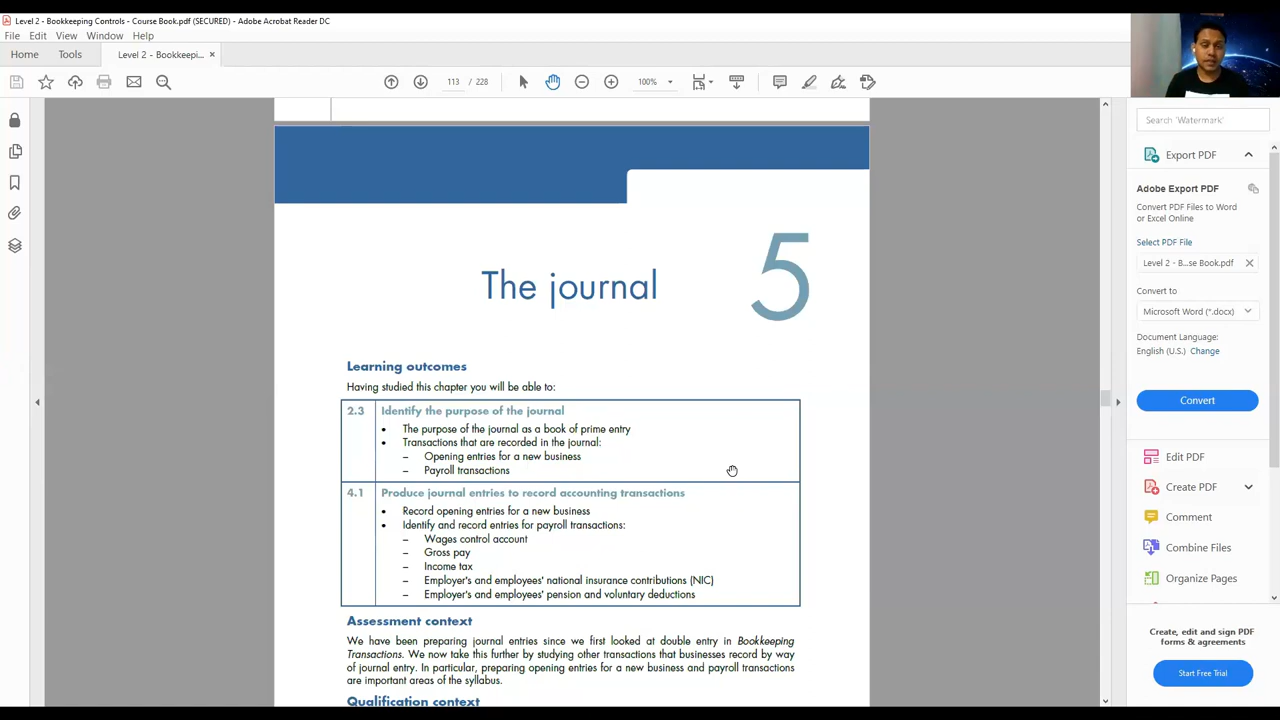 Level 2 - Bookkeeping Controls - Course Book.pdf (SECURED) - Adobe Acrobat Reader DC
File Edit View Window Help
Home Tools Level 2 - Bookkeepi... ×
113 / 228 100%
Search 'Watermark'
Export PDF
Adobe Export PDF
Convert PDF Files to Word
or Excel Online
Select PDF File
Level 2 - B...se Book.pdf
Convert to
Microsoft Word (*.docx)
Document Language:
English (U.S.) Change
Convert
Edit PDF
Create PDF
Comment
Combine Files
Organize Pages
Create, edit and sign PDF
forms & agreements
Start Free Trial
5
The journal
Learning outcomes
Having studied this chapter you will be able to:
2.3 Identify the purpose of the journal
• The purpose of the journal as a book of prime entry
• Transactions that are recorded in the journal:
– Opening entries for a new business
– Payroll transactions
4.1 Produce journal entries to record accounting transactions
• Record opening entries for a new business
• Identify and record entries for payroll transactions:
– Wages control account
– Gross pay
– Income tax
– Employer's and employees' national insurance contributions (NIC)
– Employer's and employees' pension and voluntary deductions
Assessment context
We have been preparing journal entries since we first looked at double entry in Bookkeeping
Transactions. We now take this further by studying other transactions that businesses record by way
of journal entry. In particular, preparing opening entries for a new business and payroll transactions
are important areas of the syllabus.
Qualification context